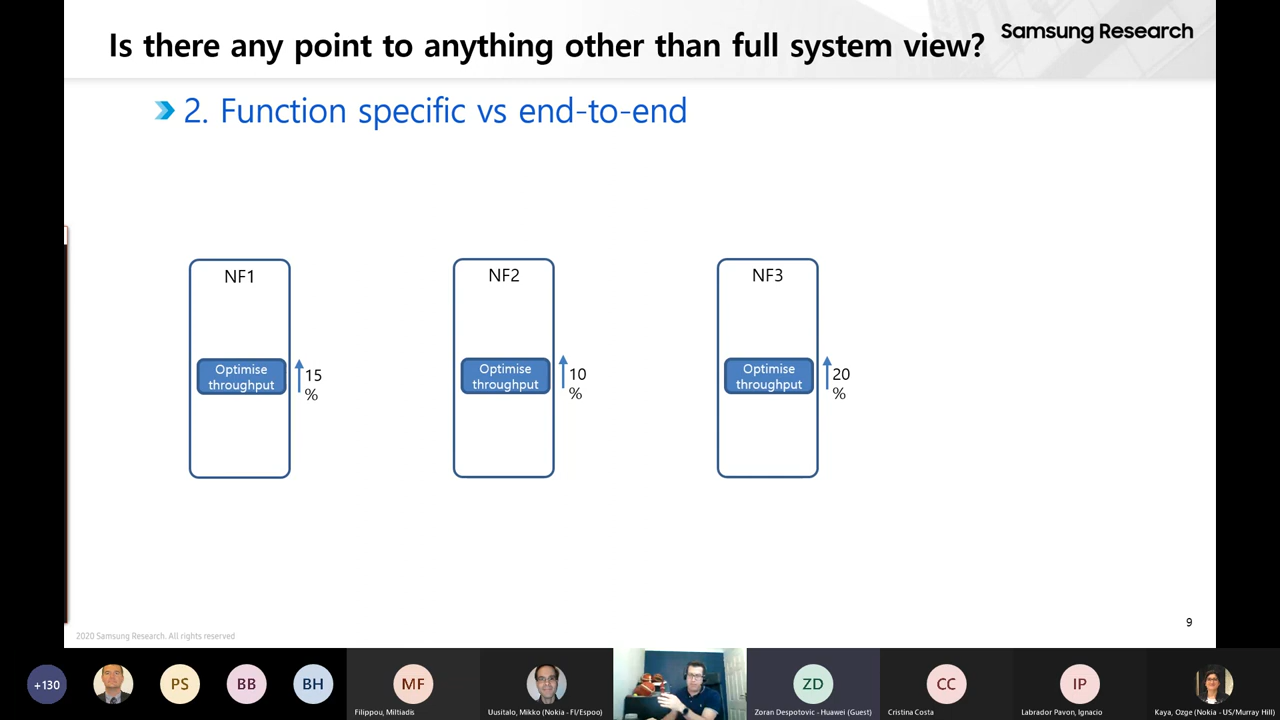 Is there any point to anything other than full system view?
Samsung Research
2. Function specific vs end-to-end
NF1
NF2
NF3
Optimise
throughput
15
%
Optimise
throughput
10
%
Optimise
throughput
20
%
9
2020 Samsung Research. All rights reserved
+130
PS
BB
BH
MF
ZD
CC
IP
Filippou, Miltiadis
Uusitalo, Mikko (Nokia - FI/Espoo)
Zoran Despotovic - Huawei (Guest)
Cristina Costa
Labrador Pavon, Ignacio
Kaya, Ozge (Nokia - US/Murray Hill)